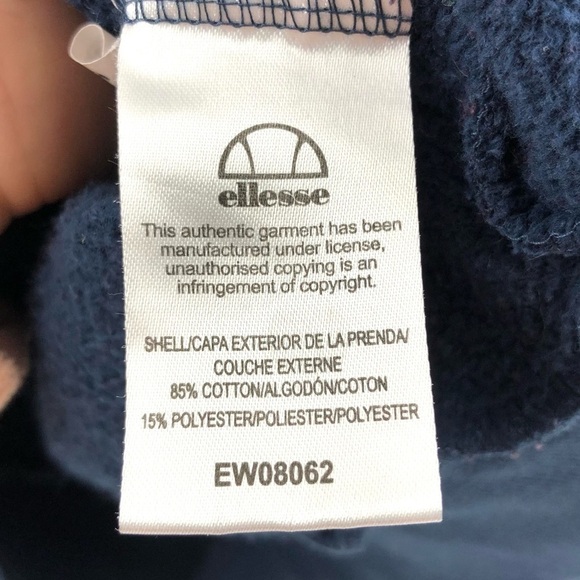 ellesse
This authentic garment has been
manufactured under license,
unauthorised copying is an
infringement of copyright.
SHELL/CAPA EXTERIOR DE LA PRENDA/
COUCHE EXTERNE
85% COTTON/ALGODÓN/COTON
15% POLYESTER/POLIESTER/POLYESTER
EW08062